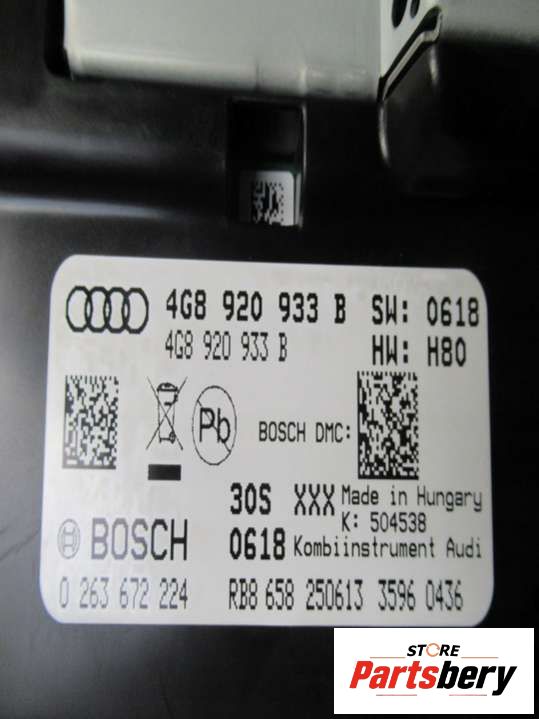 4G8 920 933 B SW: 0618
4G8 920 933 B HW: H80
Pb BOSCH DMC:
30S XXX Made in Hungary
K: 504538
BOSCH 0618 Kombiinstrument Audi
0 263 672 224 RB8 658 250613 3596 0436
STORE
Partsbery